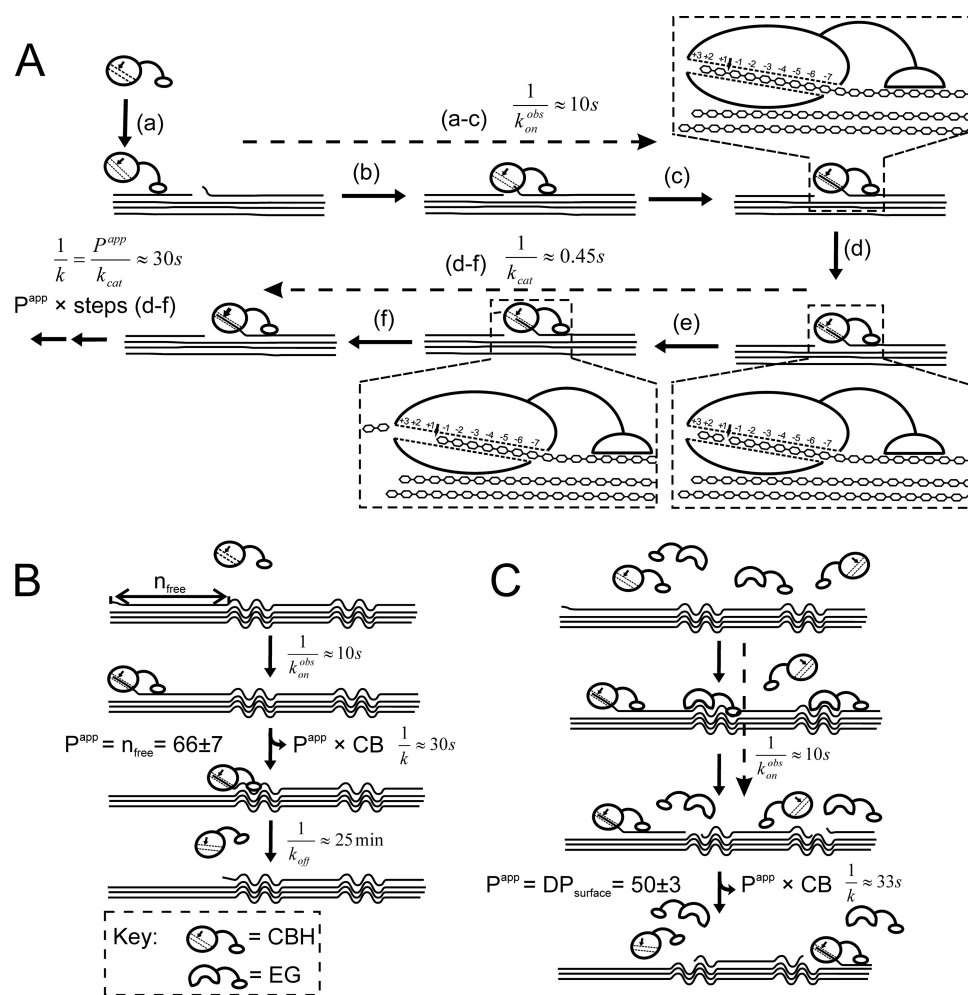 A
(a)
(a-c)
1/k_on^obs ≈ 10s
+3 +2 +1 -1 -2 -3 -4 -5 -6 -7
(b)
(c)
(d)
1/k = P^app/k_cat ≈ 30s
P^app × steps (d-f)
(d-f)
1/k_cat ≈ 0.45s
(f)
(e)
+3 +2 +1 -1 -2 -3 -4 -5 -6 -7
+3 +2 +1 -1 -2 -3 -4 -5 -6 -7
B
n_free
1/k_on^obs ≈ 10s
P^app = n_free = 66±7
P^app × CB
1/k ≈ 30s
1/k_off ≈ 25 min
Key:
= CBH
= EG
C
1/k_on^obs ≈ 10s
P^app = DP_surface = 50±3
P^app × CB
1/k ≈ 33s